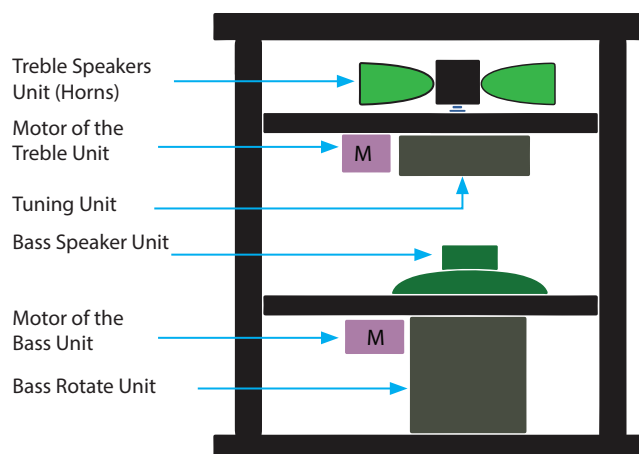 Treble Speakers
Unit (Horns)
Motor of the
Treble Unit
M
Tuning Unit
Bass Speaker Unit
Motor of the
Bass Unit
M
Bass Rotate Unit